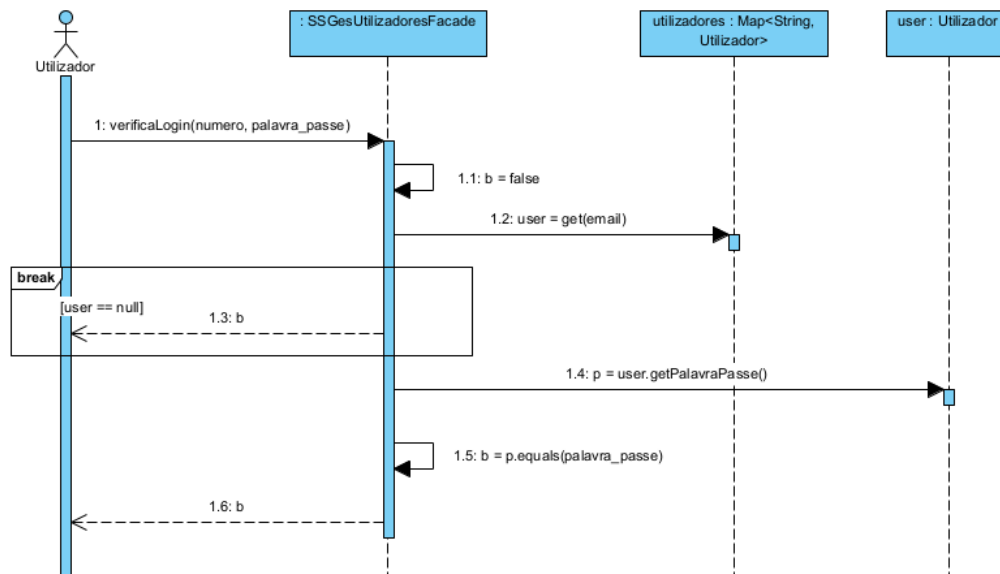 : SSGesUtilizadoresFacade
utilizadores : Map<String,
Utilizador>
user : Utilizador
Utilizador
1: verificaLogin(numero, palavra_passe)
1.1: b = false
1.2: user = get(email)
break
[user == null]
1.3: b
1.4: p = user.getPalavraPasse()
1.5: b = p.equals(palavra_passe)
1.6: b